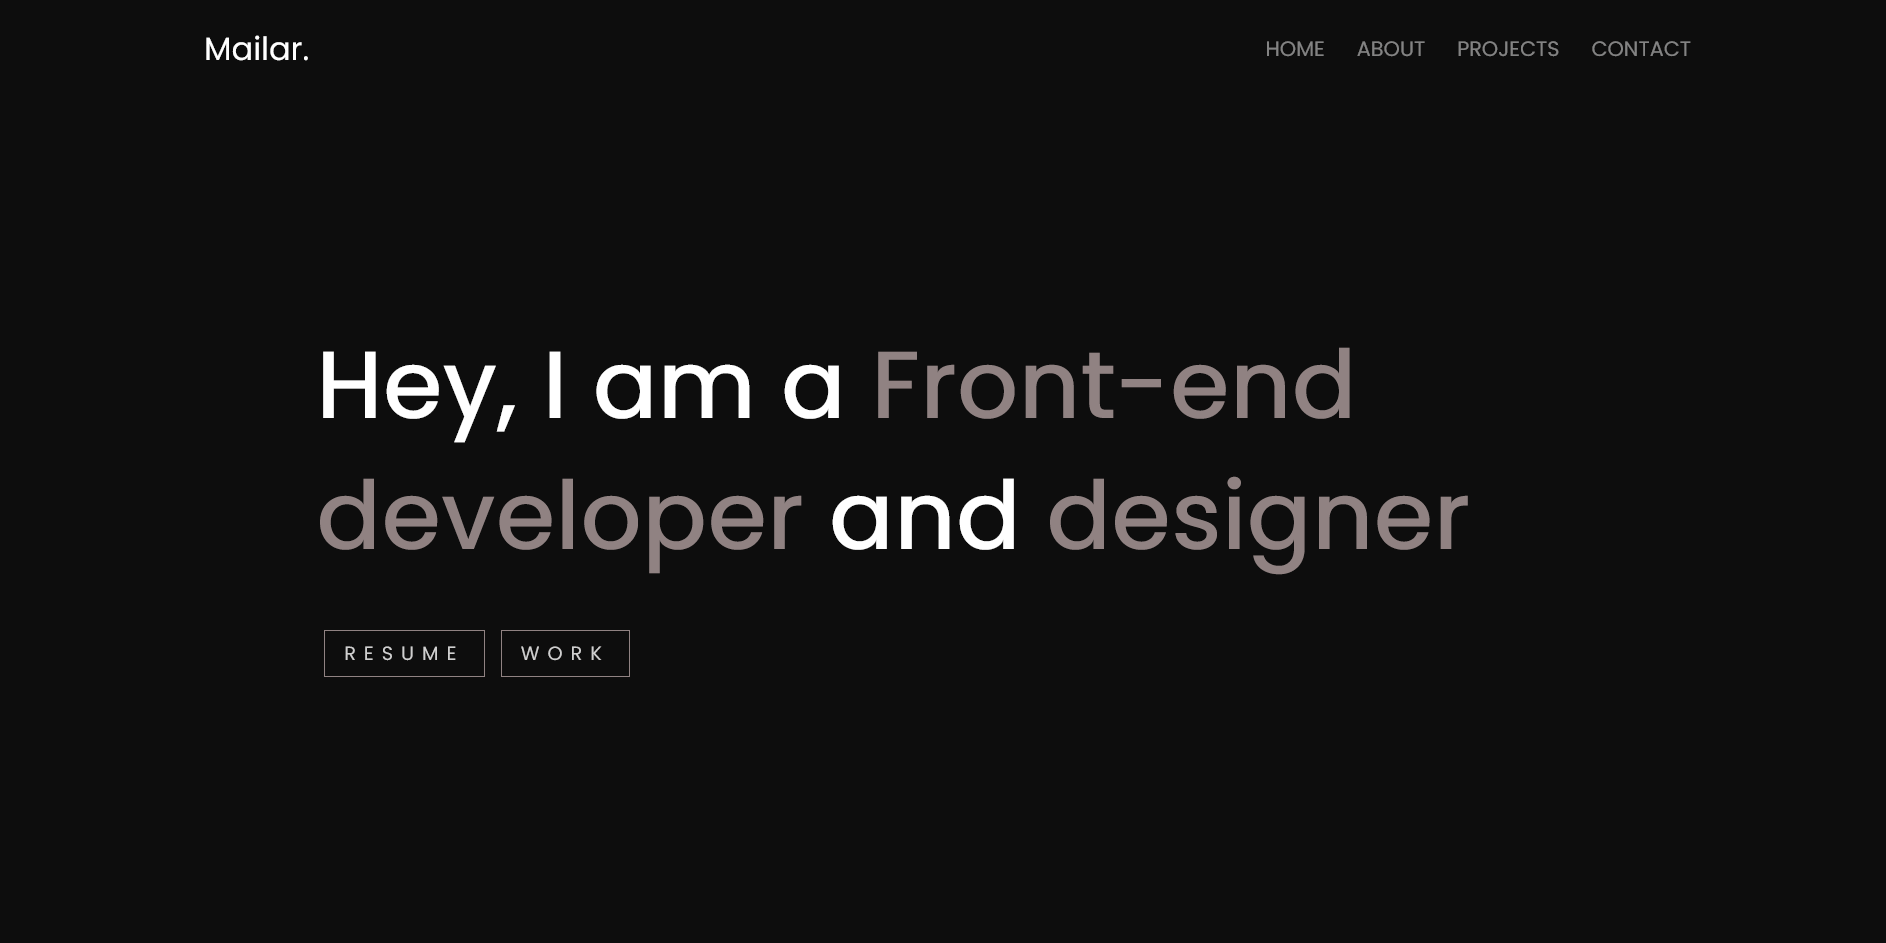 Mailar.
HOME ABOUT PROJECTS CONTACT
Hey, I am a Front-end
developer and designer
RESUME WORK